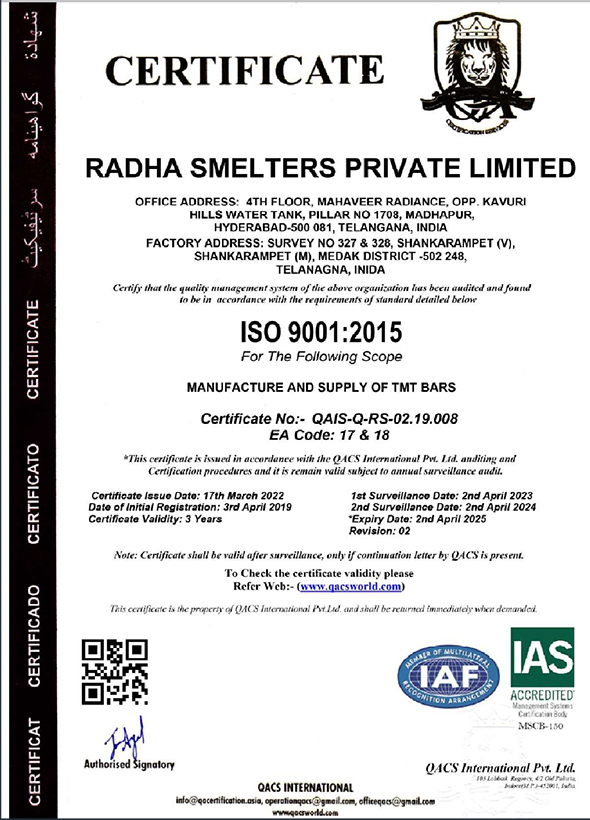 شهادة
گواهينامه
سرٹیفیکیٹ
CERTIFICATE
CERTIFICATO
CERTIFICADO
CERTIFICAT
CERTIFICATE
CERTIFICATION SERVICES
RADHA SMELTERS PRIVATE LIMITED
OFFICE ADDRESS: 4TH FLOOR, MAHAVEER RADIANCE, OPP. KAVURI
HILLS WATER TANK, PILLAR NO 1708, MADHAPUR,
HYDERABAD-500 081, TELANGANA, INDIA
FACTORY ADDRESS: SURVEY NO 327 & 328, SHANKARAMPET (V),
SHANKARAMPET (M), MEDAK DISTRICT -502 248,
TELANAGNA, INIDA
Certify that the quality management system of the above organization has been audited and found
to be in accordance with the requirements of standard detailed below
ISO 9001:2015
For The Following Scope
MANUFACTURE AND SUPPLY OF TMT BARS
Certificate No:- QAIS-Q-RS-02.19.008
EA Code: 17 & 18
*This certificate is issued in accordance with the QACS International Pvt. Ltd. auditing and
Certification procedures and it is remain valid subject to annual surveillance audit.
Certificate Issue Date: 17th March 2022
Date of Initial Registration: 3rd April 2019
Certificate Validity: 3 Years
1st Surveillance Date: 2nd April 2023
2nd Surveillance Date: 2nd April 2024
*Expiry Date: 2nd April 2025
Revision: 02
Note: Certificate shall be valid after surveillance, only if continuation letter by QACS is present.
To Check the certificate validity please
Refer Web:- (www.qacsworld.com)
This certificate is the property of QACS International Pvt.Ltd. and shall be returned immediately when demanded.
MEMBER OF MULTILATERAL
IAF
RECOGNITION ARRANGEMENT
IAS
ACCREDITED
Management Systems
Certification Body
MSCB-150
Authorised Signatory
QACS International Pvt. Ltd.
103 Labbaik Regency, 4/2 Old Palasia,
Indore(M.P.)-452001, India.
QACS INTERNATIONAL
info@qacertification.asia, operationqacs@gmail.com, officeqacs@gmail.com
www.qacsworld.com